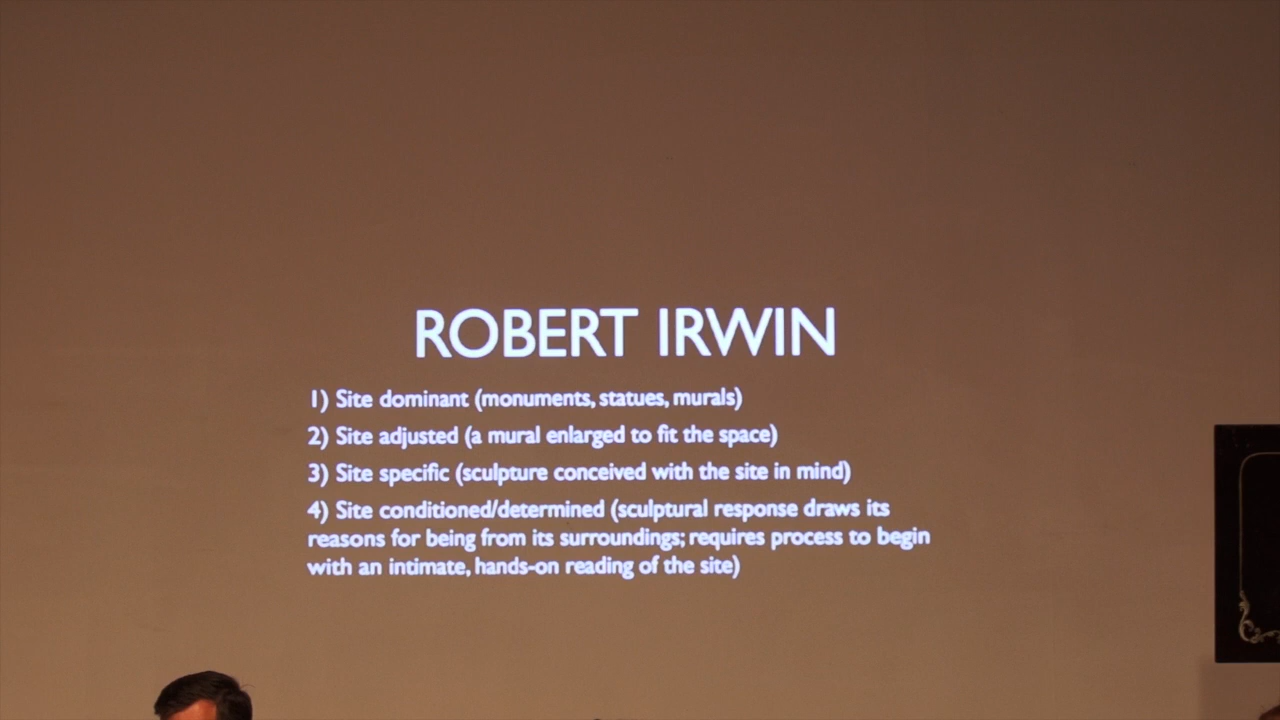 ROBERT IRWIN
1) Site dominant (monuments, statues, murals)
2) Site adjusted (a mural enlarged to fit the space)
3) Site specific (sculpture conceived with the site in mind)
4) Site conditioned/determined (sculptural response draws its
reasons for being from its surroundings; requires process to begin
with an intimate, hands-on reading of the site)